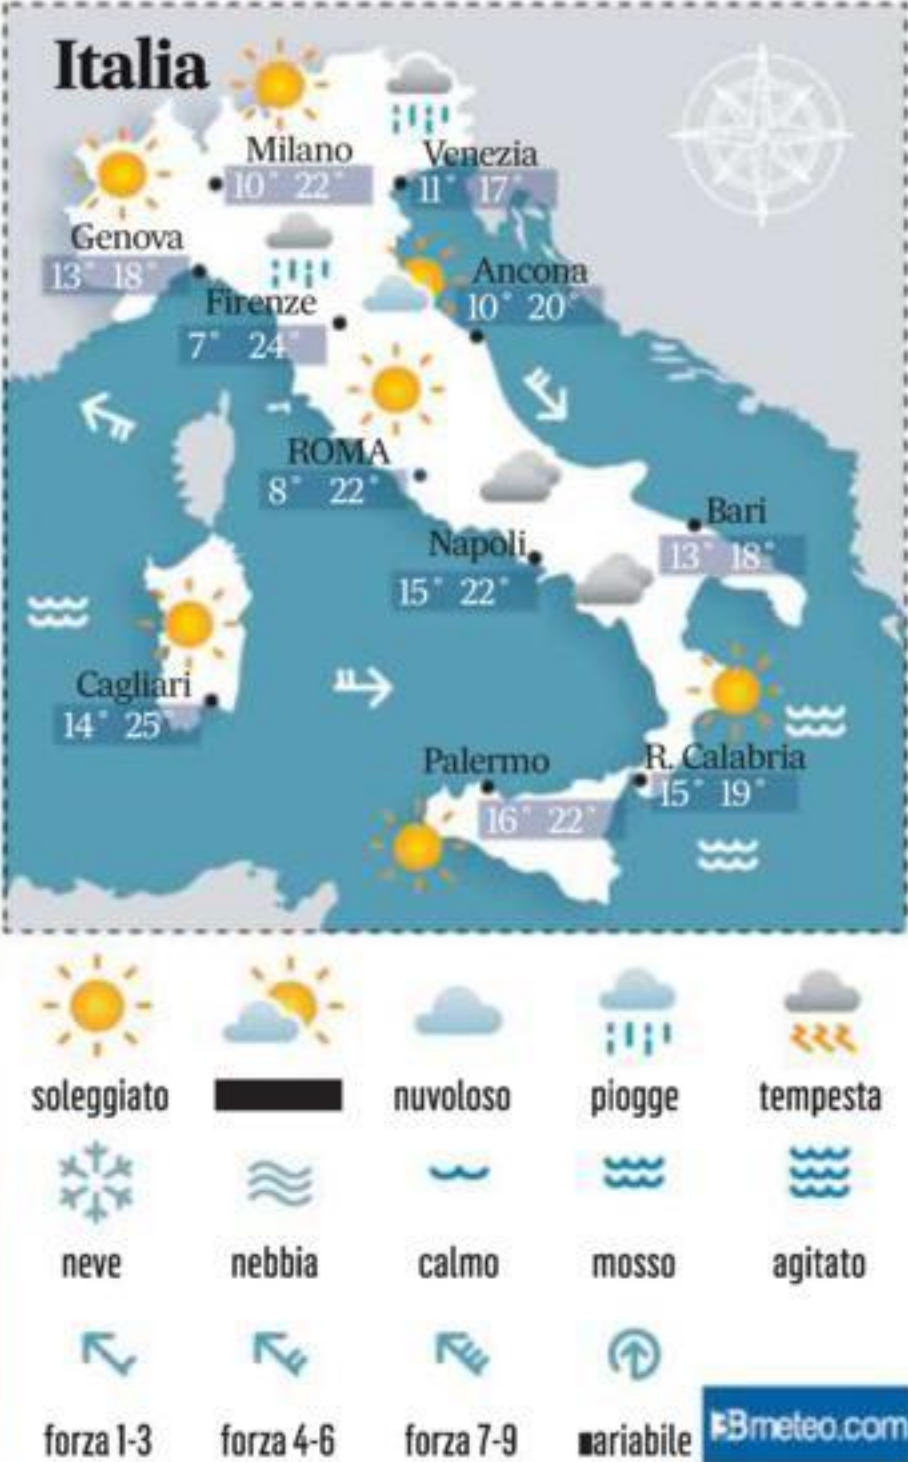 Italia
Milano
10° 22°
Venezia
11° 17°
Genova
13° 18°
Firenze
7° 24°
Ancona
10° 20°
ROMA
8° 22°
Bari
13° 18°
Napoli
15° 22°
Cagliari
14° 25°
Palermo
16° 22°
R. Calabria
15° 19°
soleggiato
nuvoloso
piogge
tempesta
neve
nebbia
calmo
mosso
agitato
forza 1-3
forza 4-6
forza 7-9
ariabile
Bmeteo.com